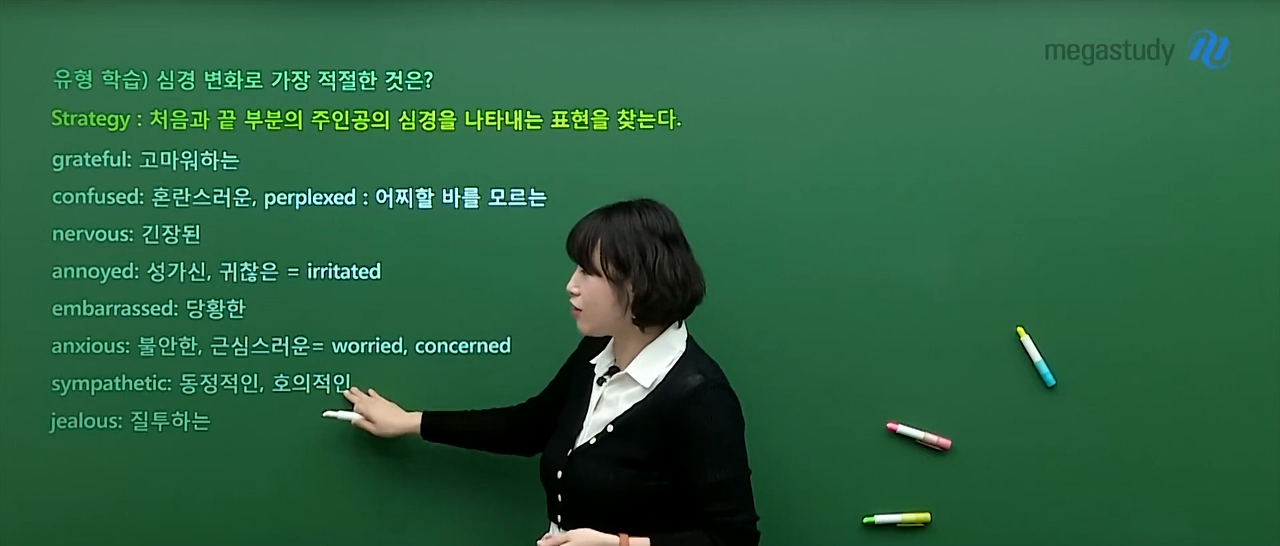 megastudy
유형 학습) 심경 변화로 가장 적절한 것은?
Strategy : 처음과 끝 부분의 주인공의 심경을 나타내는 표현을 찾는다.
grateful: 고마워하는
confused: 혼란스러운, perplexed : 어찌할 바를 모르는
nervous: 긴장된
annoyed: 성가신, 귀찮은 = irritated
embarrassed: 당황한
anxious: 불안한, 근심스러운= worried, concerned
sympathetic: 동정적인, 호의적인
jealous: 질투하는